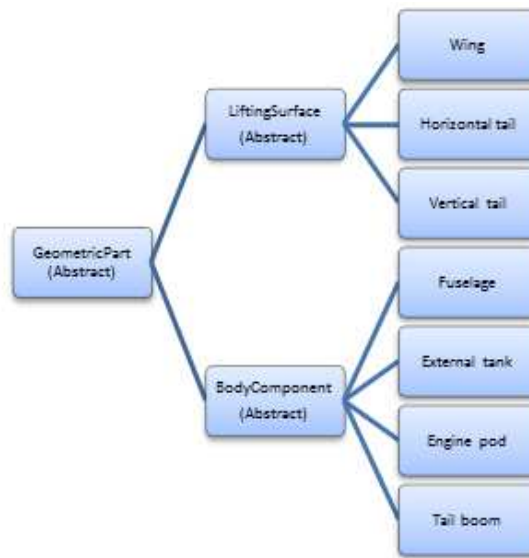 Wing
LiftingSurface
(Abstract)
Horizontal tail
Vertical tail
GeometricPart
(Abstract)
Fuselage
External tank
BodyComponent
(Abstract)
Engine pod
Tail boom